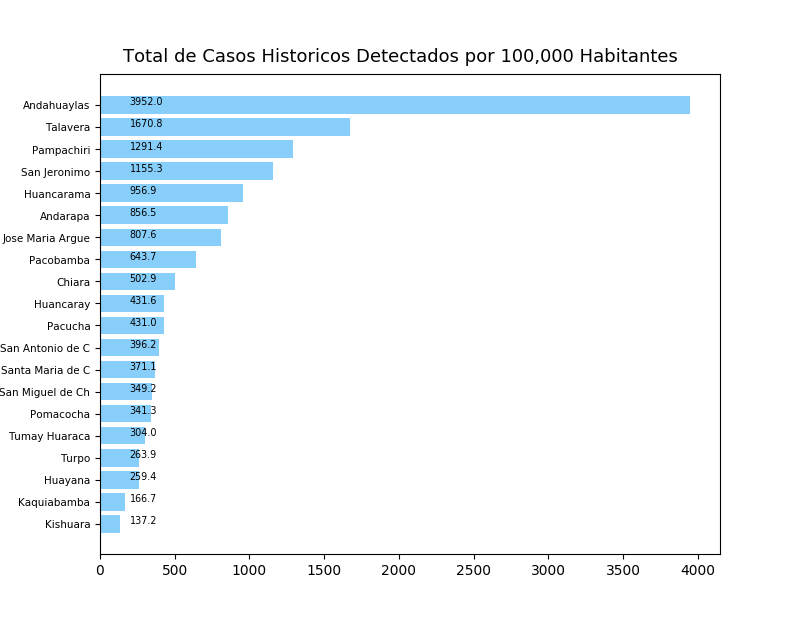 Total de Casos Historicos Detectados por 100,000 Habitantes
Andahuaylas 3952.0
Talavera 1670.8
Pampachiri 1291.4
San Jeronimo 1155.3
Huancarama 956.9
Andarapa 856.5
Jose Maria Argue 807.6
Pacobamba 643.7
Chiara 502.9
Huancaray 431.6
Pacucha 431.0
San Antonio de C 396.2
Santa Maria de C 371.1
San Miguel de Ch 349.2
Pomacocha 341.3
Tumay Huaraca 304.0
Turpo 263.9
Huayana 259.4
Kaquiabamba 166.7
Kishuara 137.2
0 500 1000 1500 2000 2500 3000 3500 4000